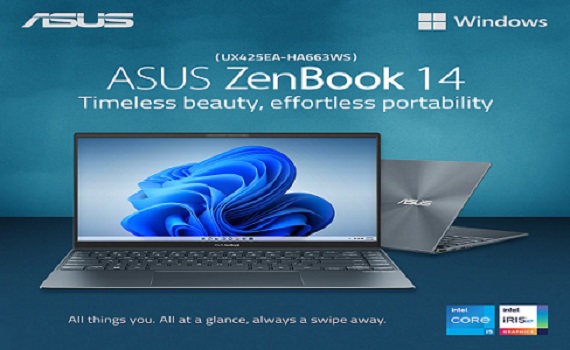 ASUS
Windows
(UX425EA-HA663WS)
ASUS ZenBook 14
Timeless beauty, effortless portability
ASUS
All things you. All at a glance, always a swipe away.
intel
CORE
i5
intel
iRIS xe
GRAPHICS